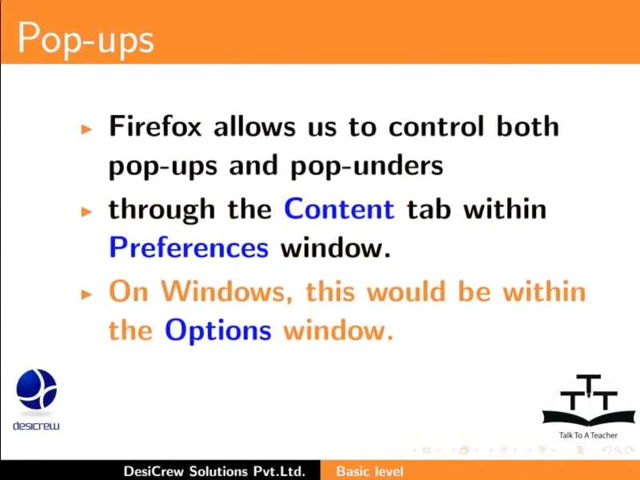 Pop-ups
Firefox allows us to control both
pop-ups and pop-unders
through the Content tab within
Preferences window.
On Windows, this would be within
the Options window.
desicrew
TTT
Talk To A Teacher
DesiCrew Solutions Pvt.Ltd. Basic level